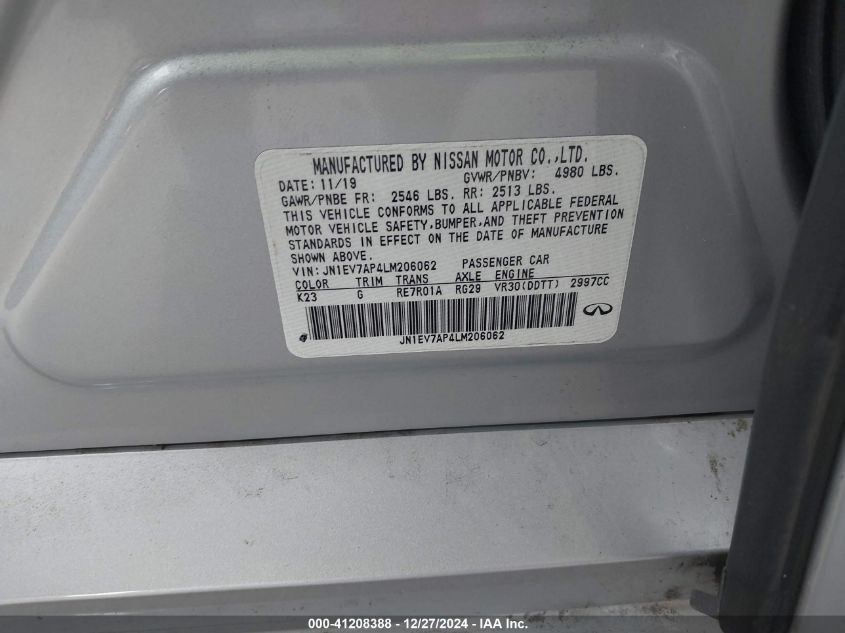 MANUFACTURED BY NISSAN MOTOR CO.,LTD.
DATE: 11/19 GVWR/PNBV: 4980 LBS.
GAWR/PNBE FR: 2546 LBS. RR: 2513 LBS.
THIS VEHICLE CONFORMS TO ALL APPLICABLE FEDERAL
MOTOR VEHICLE SAFETY,BUMPER,AND THEFT PREVENTION
STANDARDS IN EFFECT ON THE DATE OF MANUFACTURE
SHOWN ABOVE.
VIN: JN1EV7AP4LM206062 PASSENGER CAR
COLOR TRIM TRANS AXLE ENGINE
K23 G RE7R01A RG29 VR30(DDTT) 2997CC
JN1EV7AP4LM206062
000-41208388 - 12/27/2024 - IAAI.com.